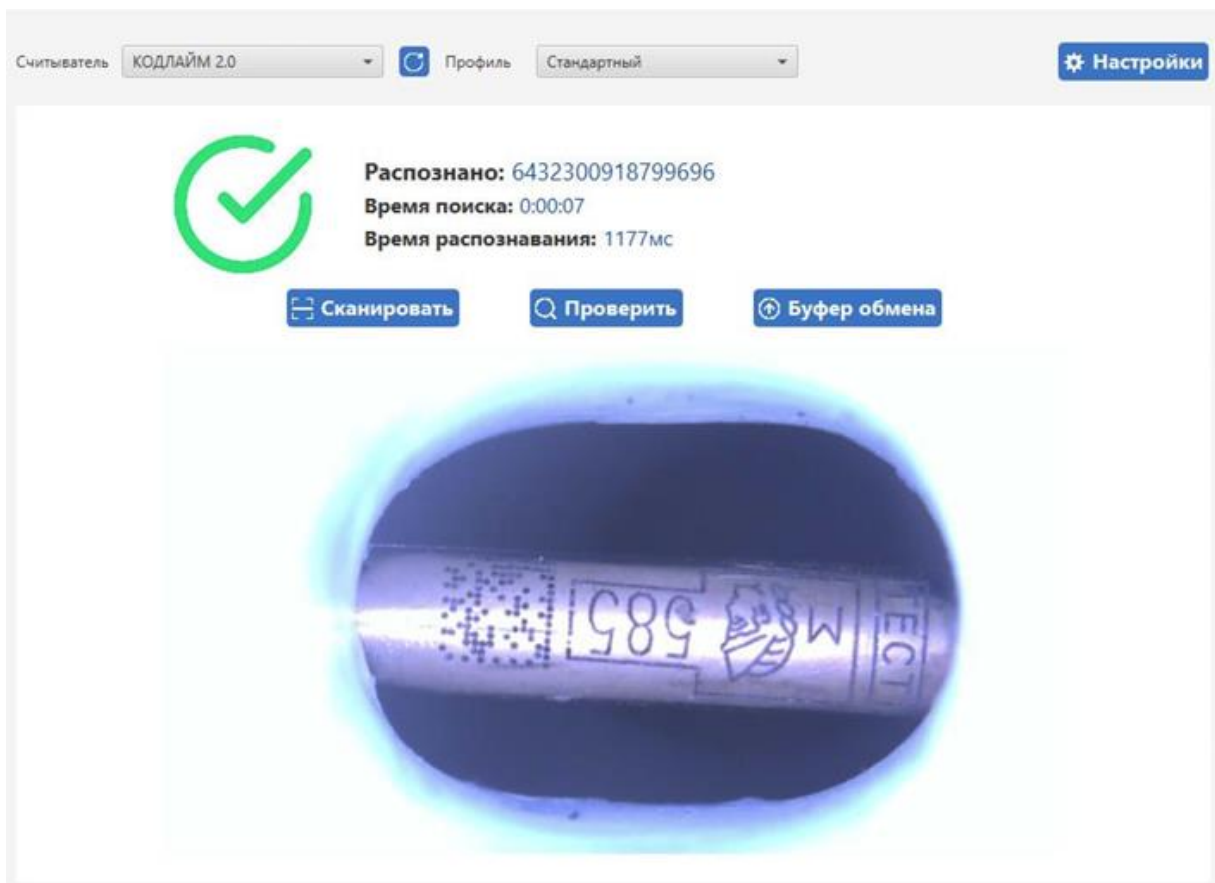 Считыватель КОДЛАЙМ 2.0 Профиль Стандартный Настройки
Распознано: 6432300918799696
Время поиска: 0:00:07
Время распознавания: 1177мс
Сканировать Проверить Буфер обмена
585 М ТЕСТ